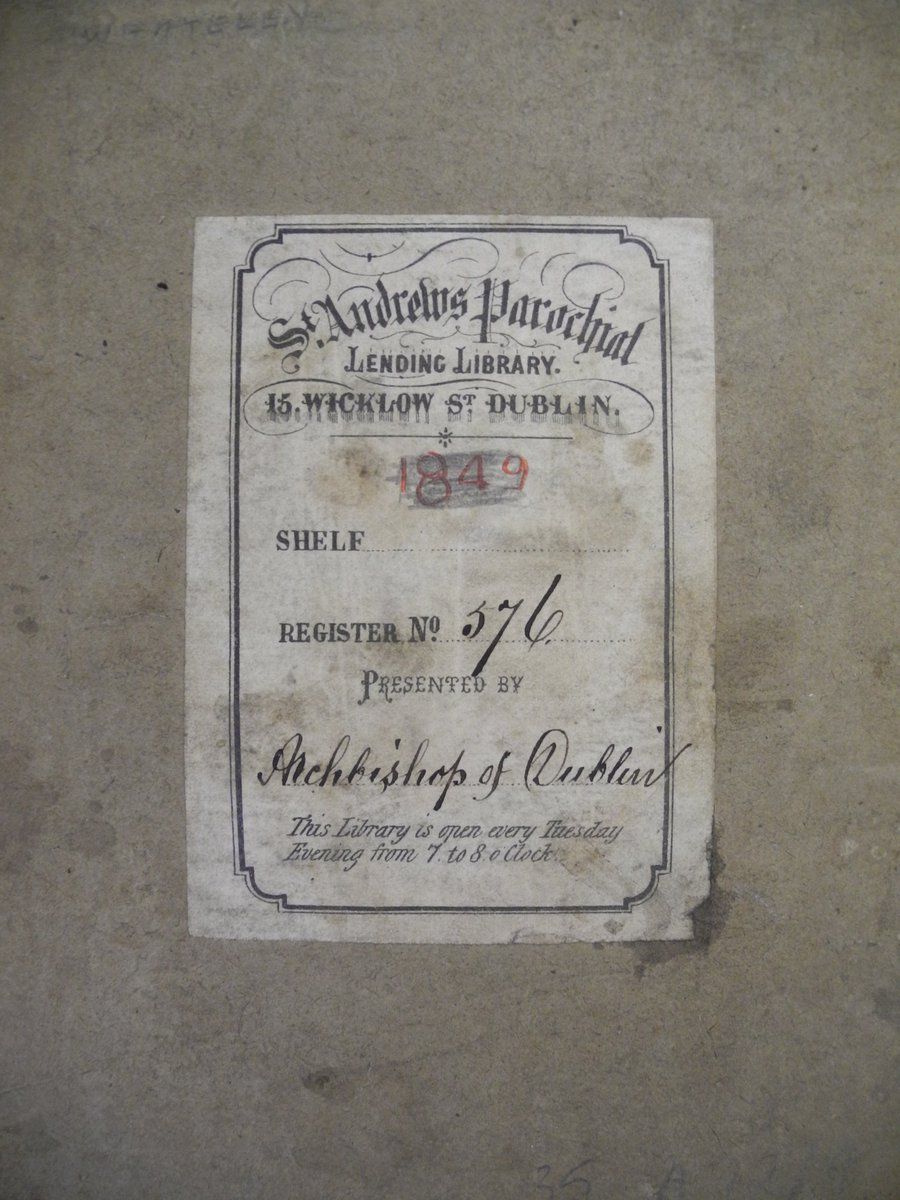 St. Andrews Parochial
LENDING LIBRARY.
15. WICKLOW ST DUBLIN.
1849
SHELF
REGISTER No 576
PRESENTED BY
Archbishop of Dublin
This Library is open every Tuesday
Evening from 7. to 8. o Clock.